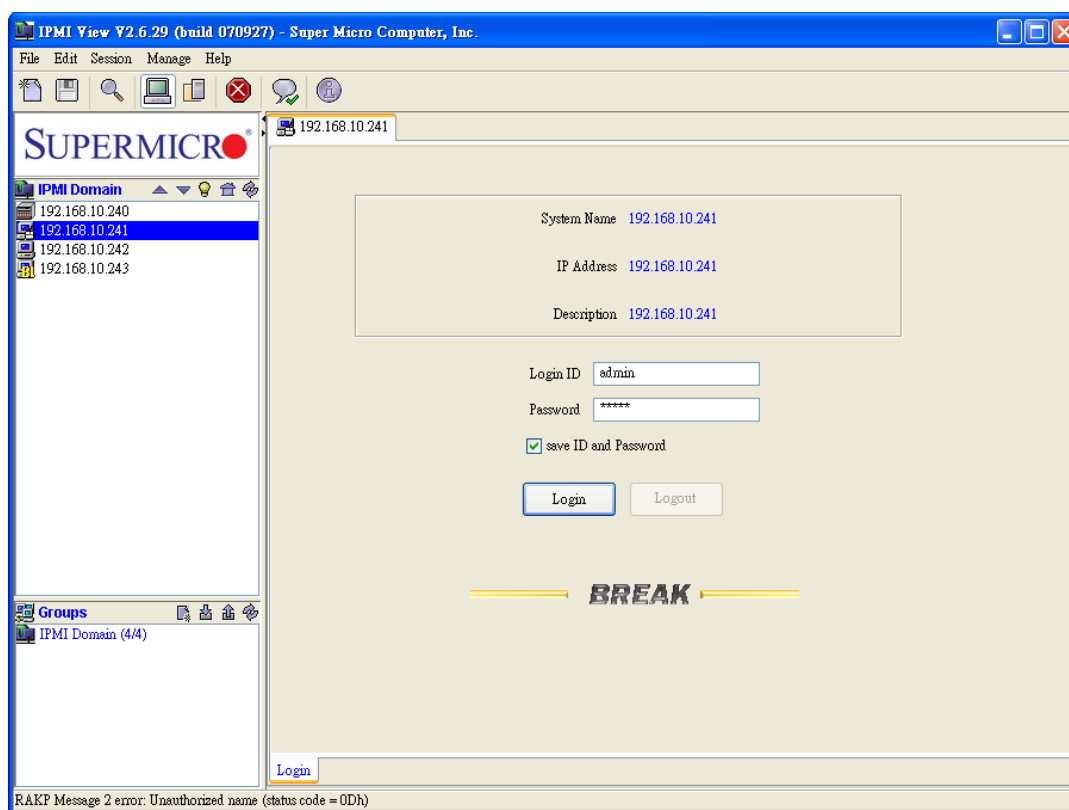 IPMI View V2.6.29 (build 070927) - Super Micro Computer, Inc.
File Edit Session Manage Help
SUPERMICRO®
192.168.10.241
IPMI Domain
192.168.10.240
192.168.10.241
192.168.10.242
192.168.10.243
System Name 192.168.10.241
IP Address 192.168.10.241
Description 192.168.10.241
Login ID admin
Password *****
save ID and Password
Login Logout
BREAK
Groups
IPMI Domain (4/4)
Login
RAKP Message 2 error: Unauthorized name (status code = 0Dh)